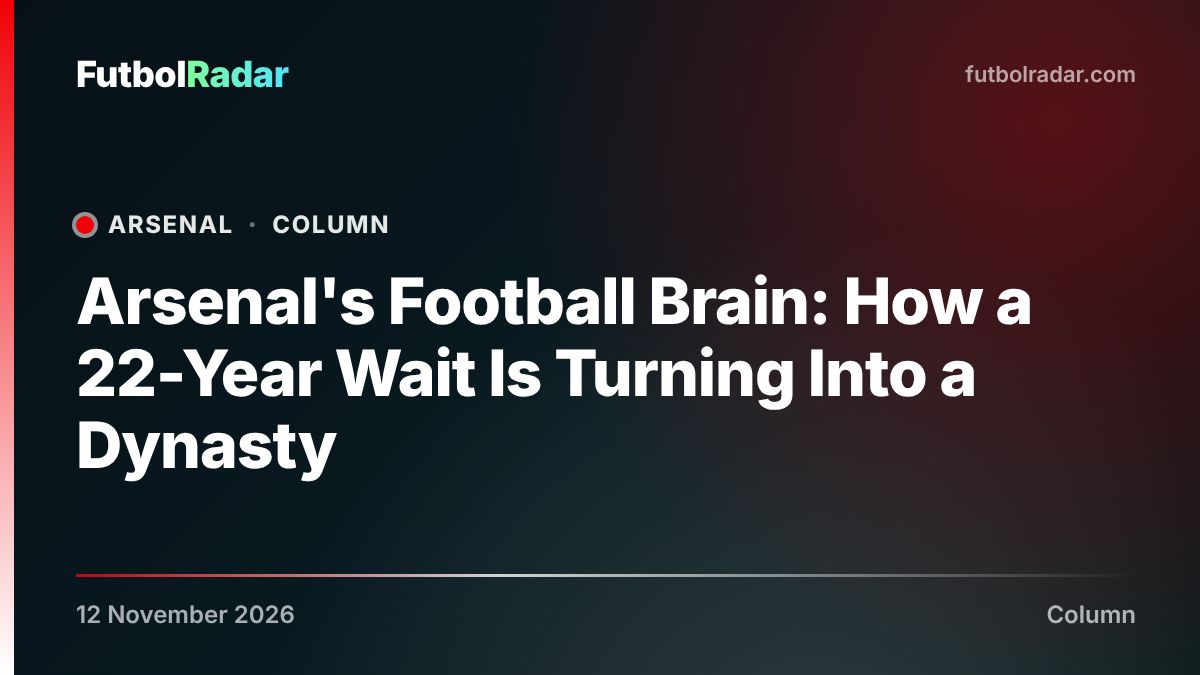 FutbolRadar
futbolradar.com
ARSENAL · COLUMN
Arsenal's Football Brain: How a
22-Year Wait Is Turning Into a
Dynasty
12 November 2026
Column